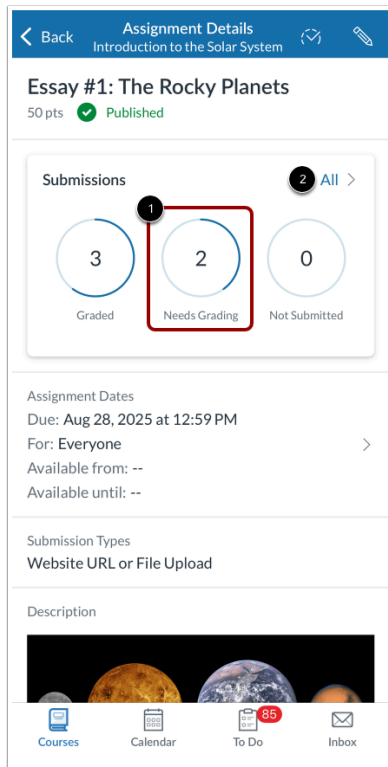 Back
Assignment Details
Introduction to the Solar System
Essay #1: The Rocky Planets
50 pts Published
Submissions
2 All >
1
3
2
0
Graded
Needs Grading
Not Submitted
Assignment Dates
Due: Aug 28, 2025 at 12:59 PM
For: Everyone
Available from: --
Available until: --
Submission Types
Website URL or File Upload
Description
85
Courses
Calendar
To Do
Inbox